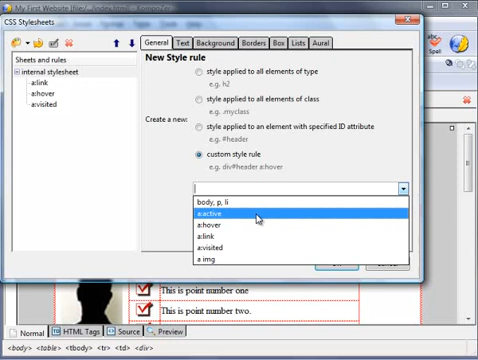 My First Website [file:/.../index.html] - KompoZer
CSS Stylesheets
General Text Background Borders Box Lists Aural
Sheets and rules
internal stylesheet
a:link
a:hover
a:visited
New Style rule
style applied to all elements of type
e.g. h2
style applied to all elements of class
e.g. .myclass
Create a new:
style applied to an element with specified ID attribute
e.g. #header
custom style rule
e.g. div#header a:hover
body, p, li
a:active
a:hover
a:link
a:visited
a img
Spell
This is point number one
This is point number two.
Normal HTML Tags Source Preview
<body> <table> <tbody> <tr> <td> <div>